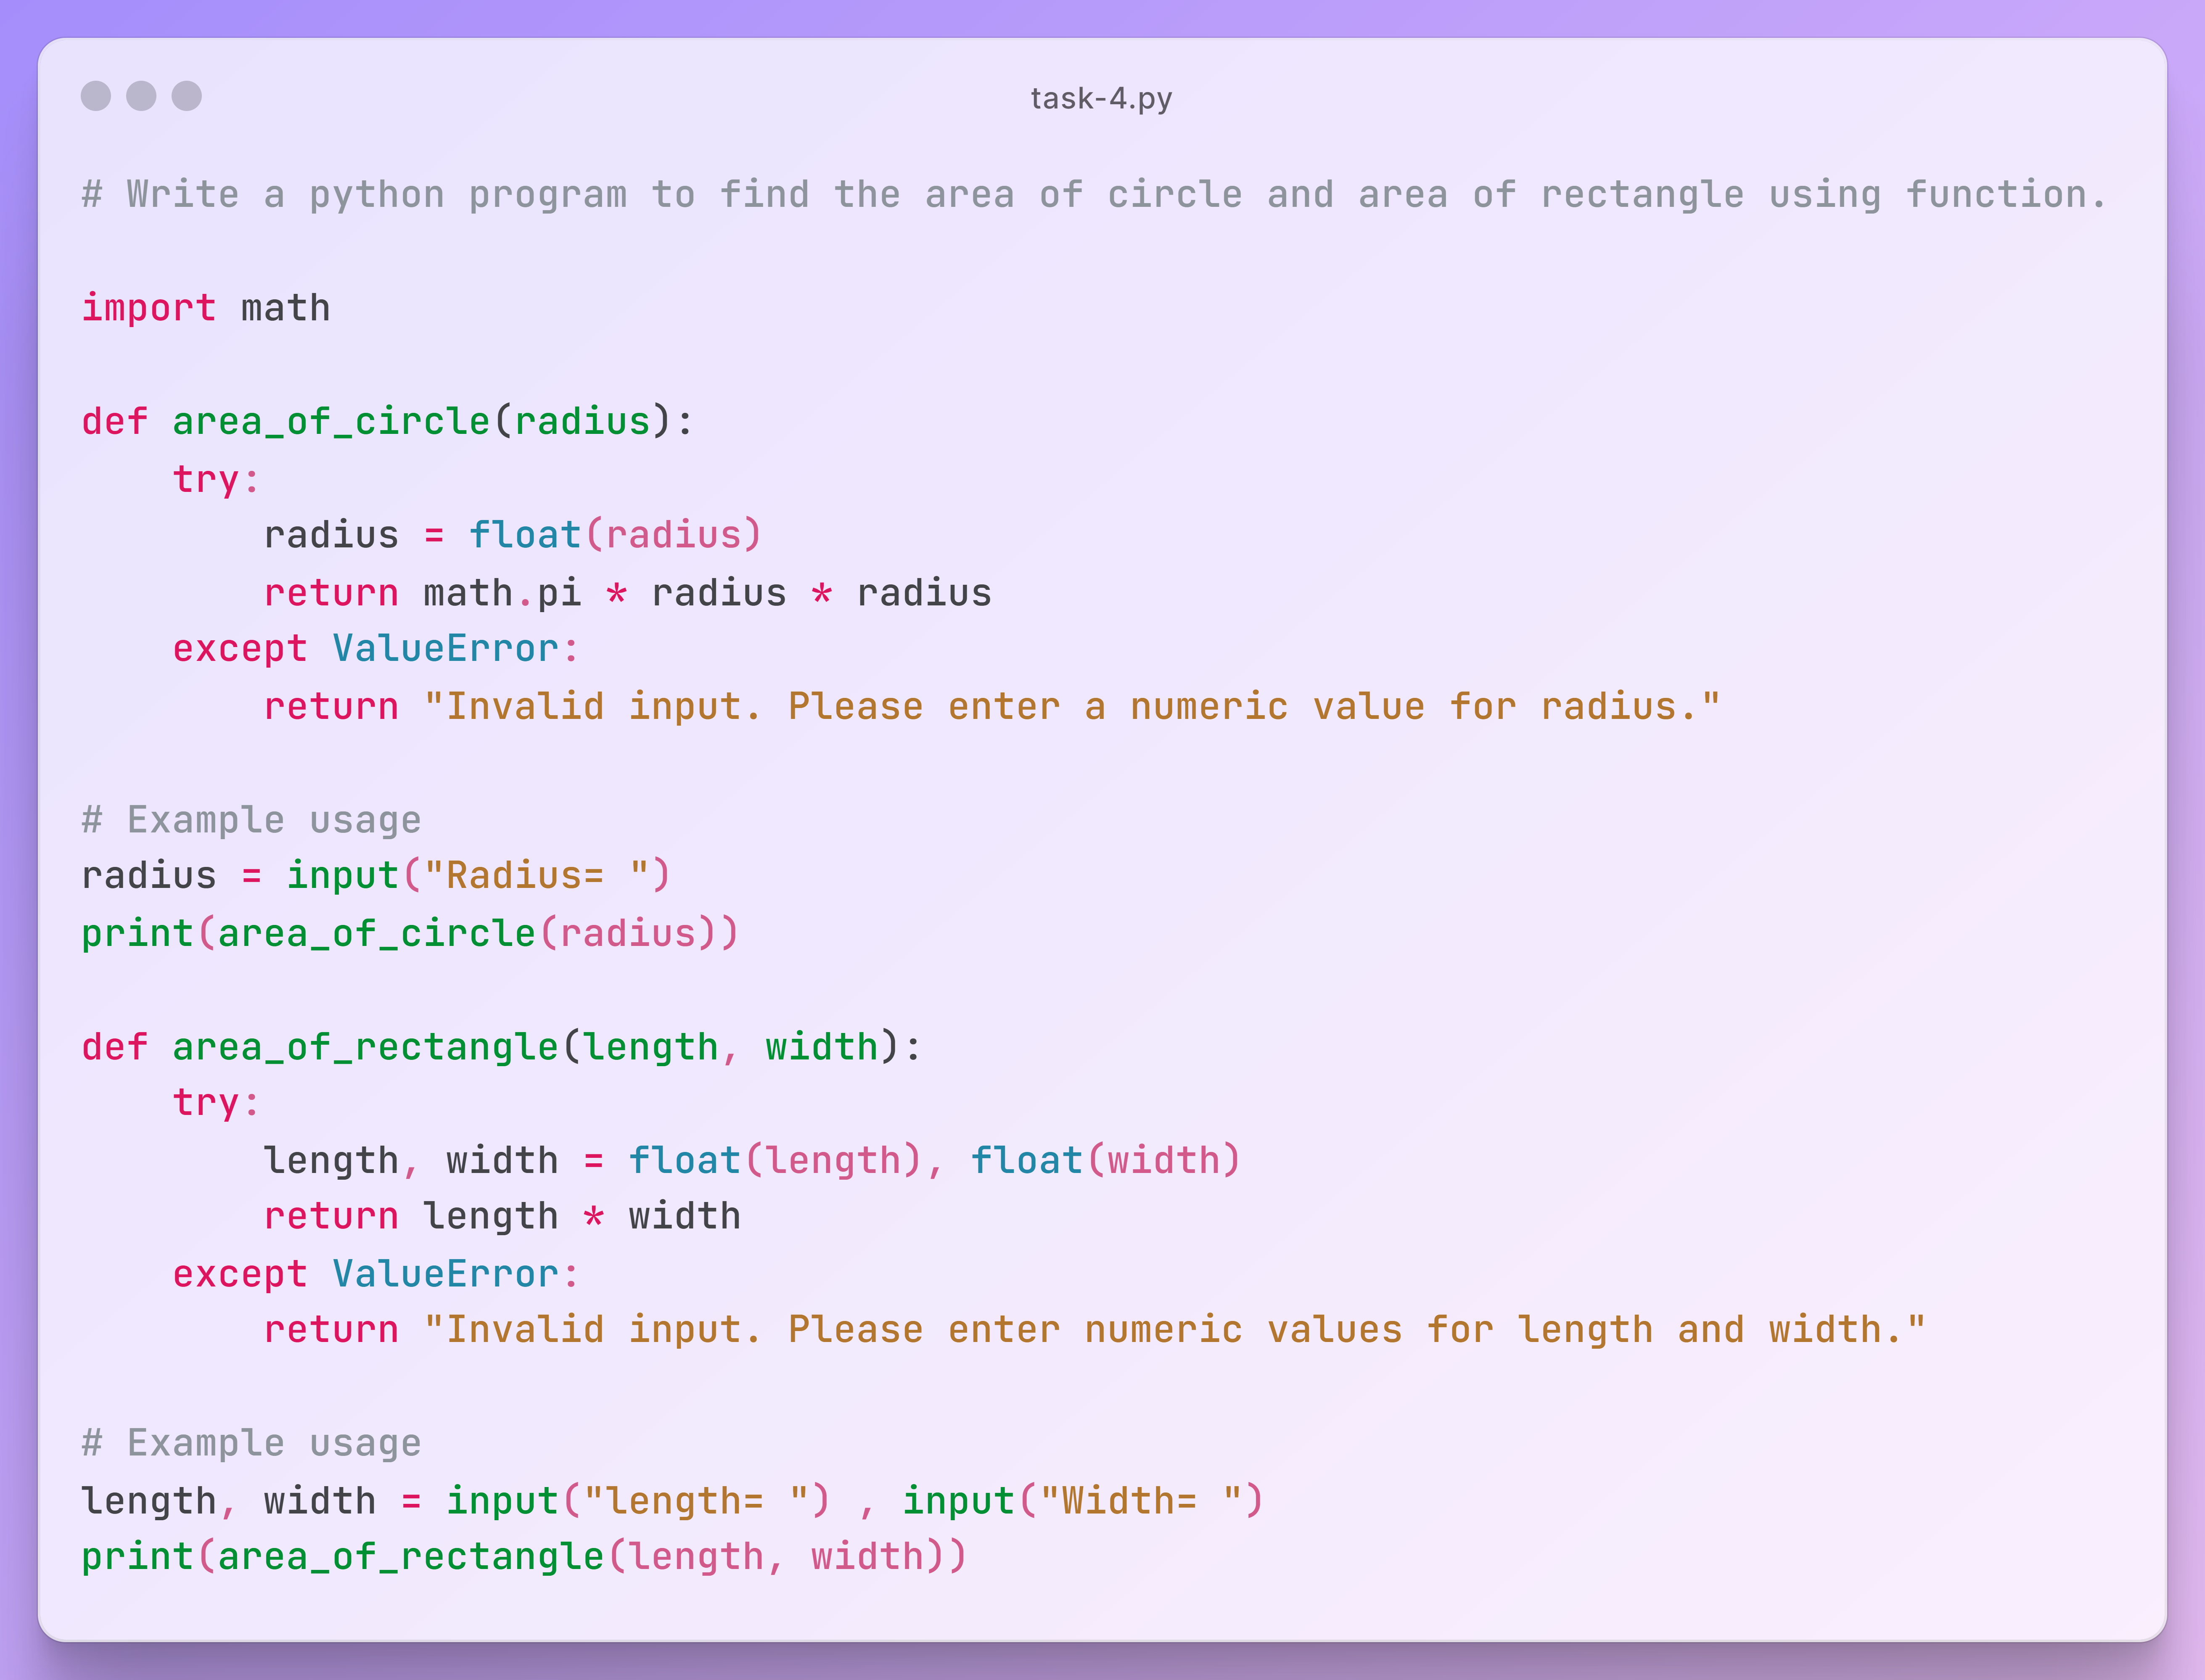 task-4.py
# Write a python program to find the area of circle and area of rectangle using function.
import math
def area_of_circle(radius):
    try:
        radius = float(radius)
        return math.pi * radius * radius
    except ValueError:
        return "Invalid input. Please enter a numeric value for radius."
# Example usage
radius = input("Radius= ")
print(area_of_circle(radius))
def area_of_rectangle(length, width):
    try:
        length, width = float(length), float(width)
        return length * width
    except ValueError:
        return "Invalid input. Please enter numeric values for length and width."
# Example usage
length, width = input("length= ") , input("Width= ")
print(area_of_rectangle(length, width))